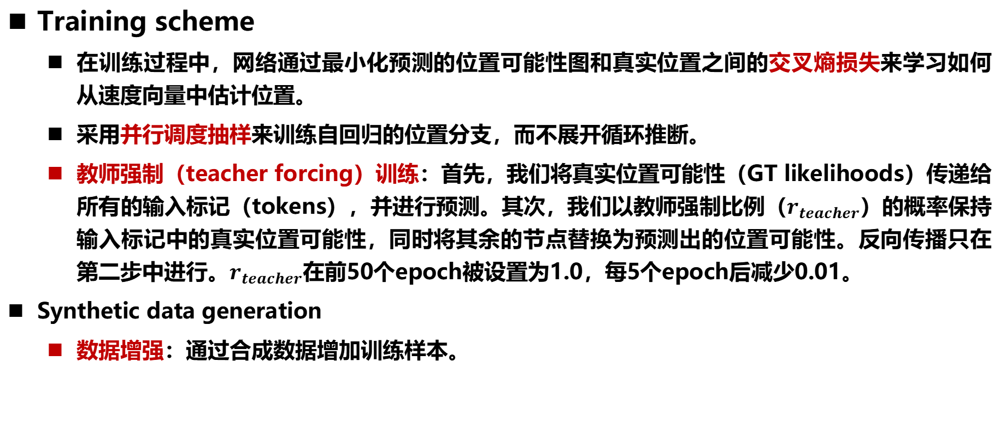 ■ Training scheme
■ 在训练过程中，网络通过最小化预测的位置可能性图和真实位置之间的交叉熵损失来学习如何
从速度向量中估计位置。
■ 采用并行调度抽样来训练自回归的位置分支，而不展开循环推断。
■ 教师强制（teacher forcing）训练：首先，我们将真实位置可能性（GT likelihoods）传递给
所有的输入标记（tokens），并进行预测。其次，我们以教师强制比例（r_teacher）的概率保持
输入标记中的真实位置可能性，同时将其余的节点替换为预测出的位置可能性。反向传播只在
第二步中进行。r_teacher在前50个epoch被设置为1.0，每5个epoch后减少0.01。
■ Synthetic data generation
■ 数据增强：通过合成数据增加训练样本。